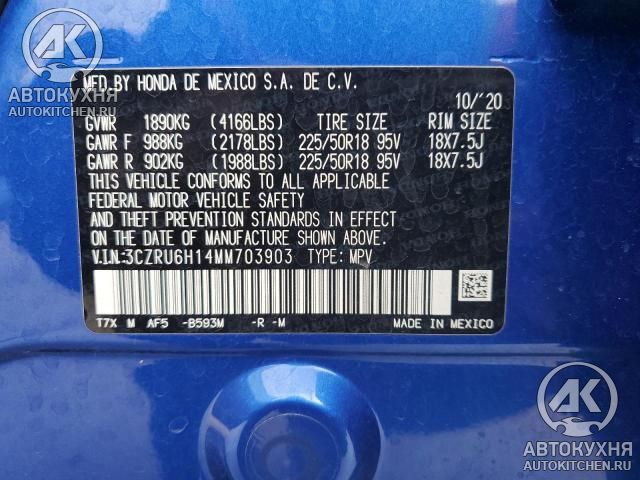 AK
АВТОКУХНЯ
AUTOKITCHEN.RU
MFD. BY HONDA DE MEXICO S.A. DE C.V.
10/'20
GVWR 1890KG (4166LBS) TIRE SIZE RIM SIZE
GAWR F 988KG (2178LBS) 225/50R18 95V 18X7.5J
GAWR R 902KG (1988LBS) 225/50R18 95V 18X7.5J
THIS VEHICLE CONFORMS TO ALL APPLICABLE
FEDERAL MOTOR VEHICLE SAFETY
AND THEFT PREVENTION STANDARDS IN EFFECT
ON THE DATE OF MANUFACTURE SHOWN ABOVE.
V.I.N.:3CZRU6H14MM703903 TYPE: MPV
T7X M AF5 -B593M -R -M MADE IN MEXICO
AK
АВТОКУХНЯ
AUTOKITCHEN.RU